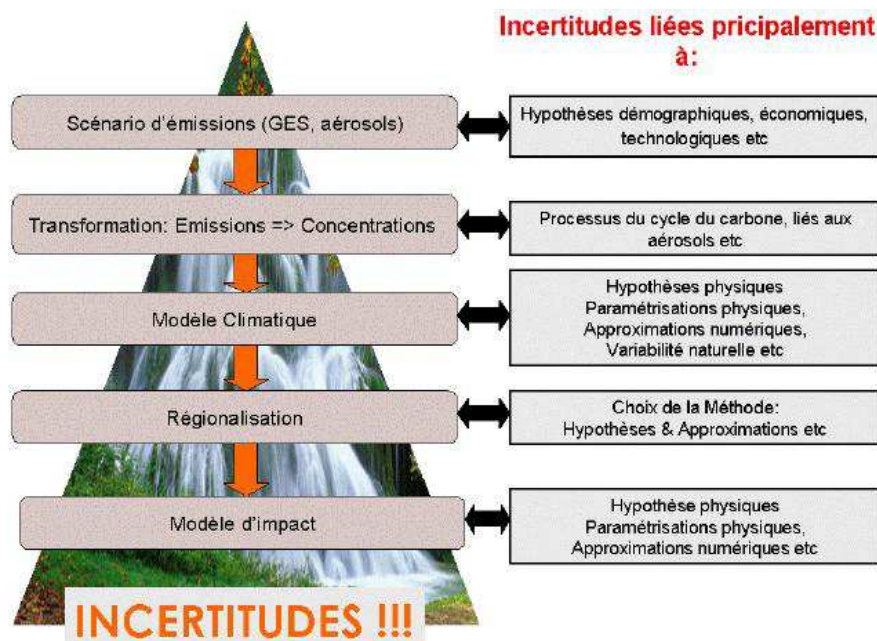 Incertitudes liées pricipalement
à:
Scénario d'émissions (GES, aérosols)
Hypothèses démographiques, économiques,
technologiques etc
Transformation: Emissions => Concentrations
Processus du cycle du carbone, liés aux
aérosols etc
Modèle Climatique
Hypothèses physiques
Paramétrisations physiques,
Approximations numériques,
Variabilité naturelle etc
Régionalisation
Choix de la Méthode:
Hypothèses & Approximations etc
Modèle d'impact
Hypothèse physiques
Paramétrisations physiques,
Approximations numériques etc
INCERTITUDES !!!